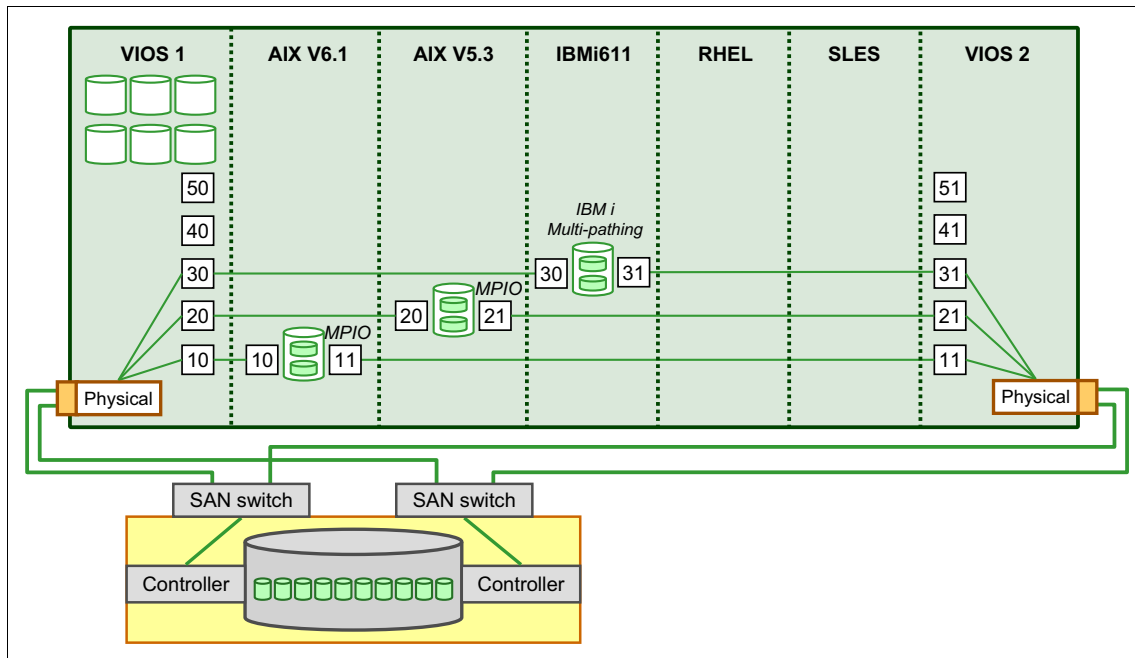 VIOS 1
AIX V6.1
AIX V5.3
IBMi611
RHEL
SLES
VIOS 2
50
51
IBM i
Multi-pathing
40
41
30
30
31
31
MPIO
20
20
21
21
MPIO
10
10
11
11
Physical
Physical
SAN switch
SAN switch
Controller
Controller